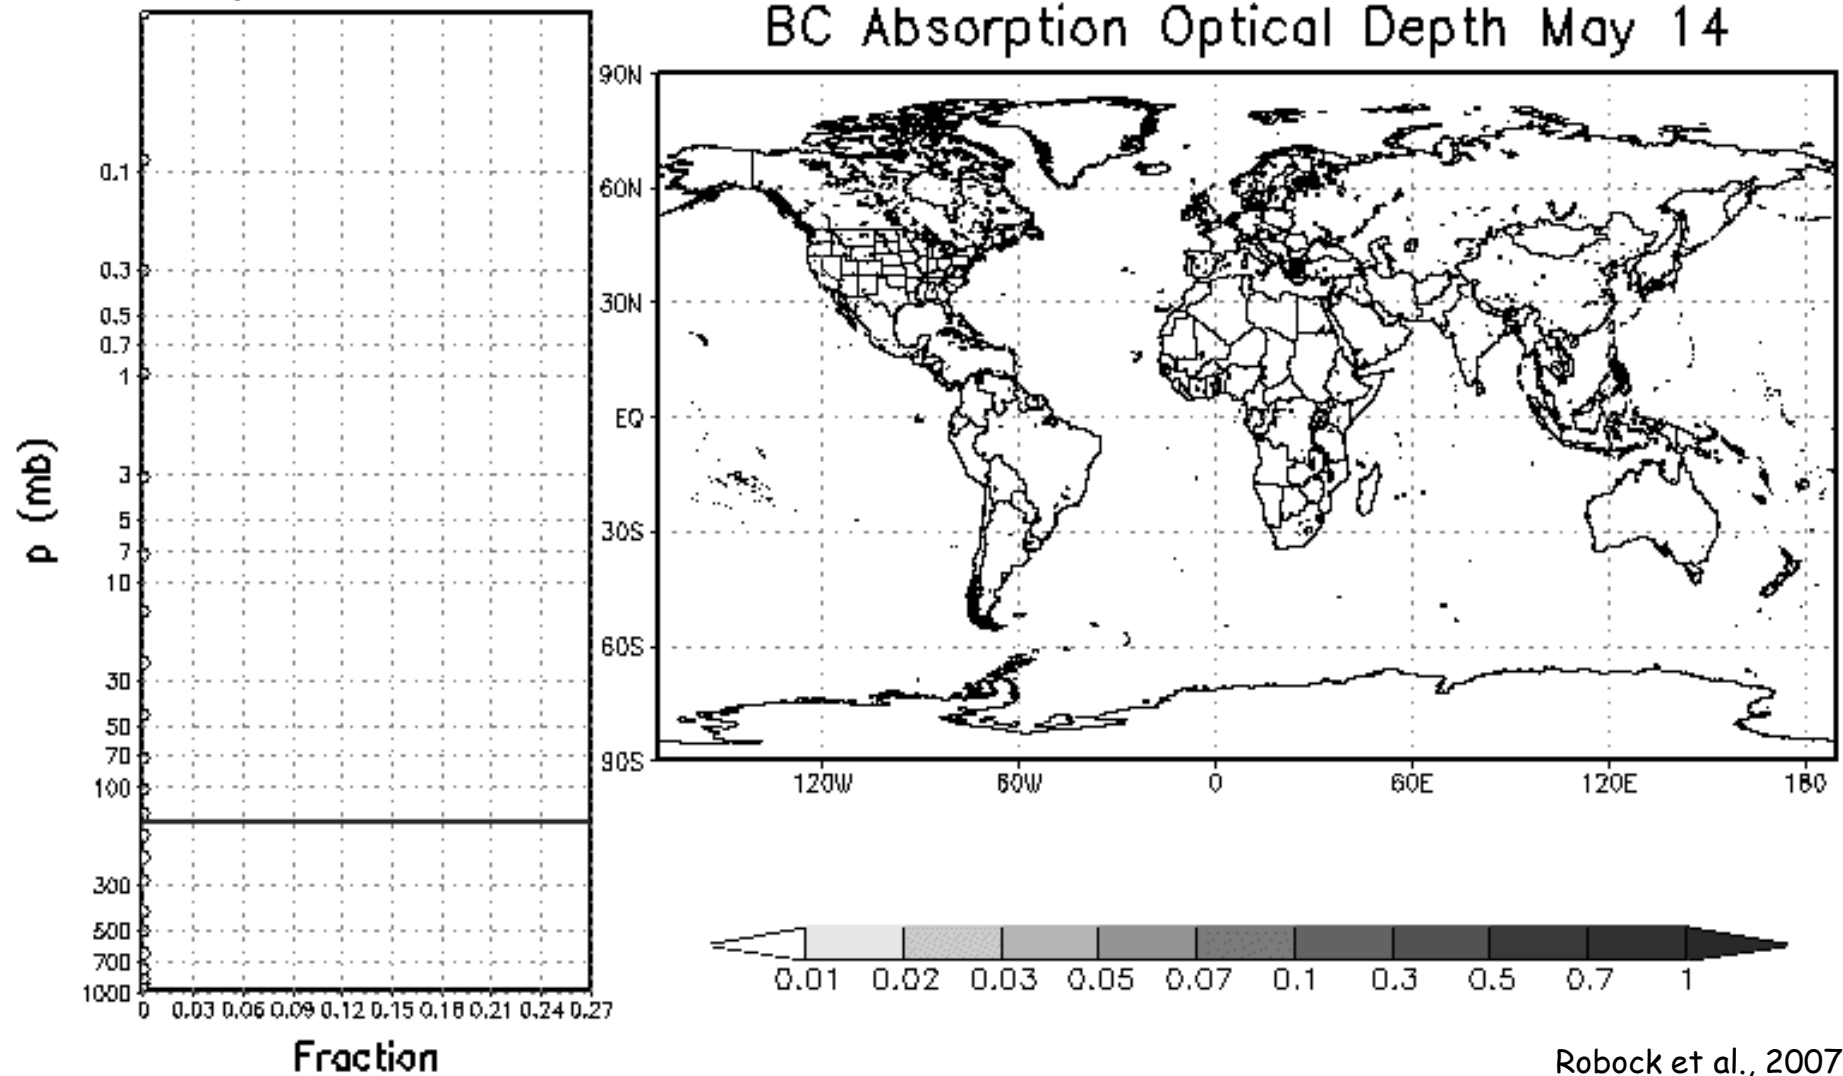 BC Absorption Optical Depth May 14
p (mb)
0.1
0.3
0.5
0.7
1
3
5
7
10
30
50
70
100
300
500
700
1000
0 0.03 0.06 0.09 0.12 0.15 0.18 0.21 0.24 0.27
Fraction
90N
60N
30N
EQ
30S
60S
90S
120W 60W 0 60E 120E 180
0.01 0.02 0.03 0.05 0.07 0.1 0.3 0.5 0.7 1
Robock et al., 2007